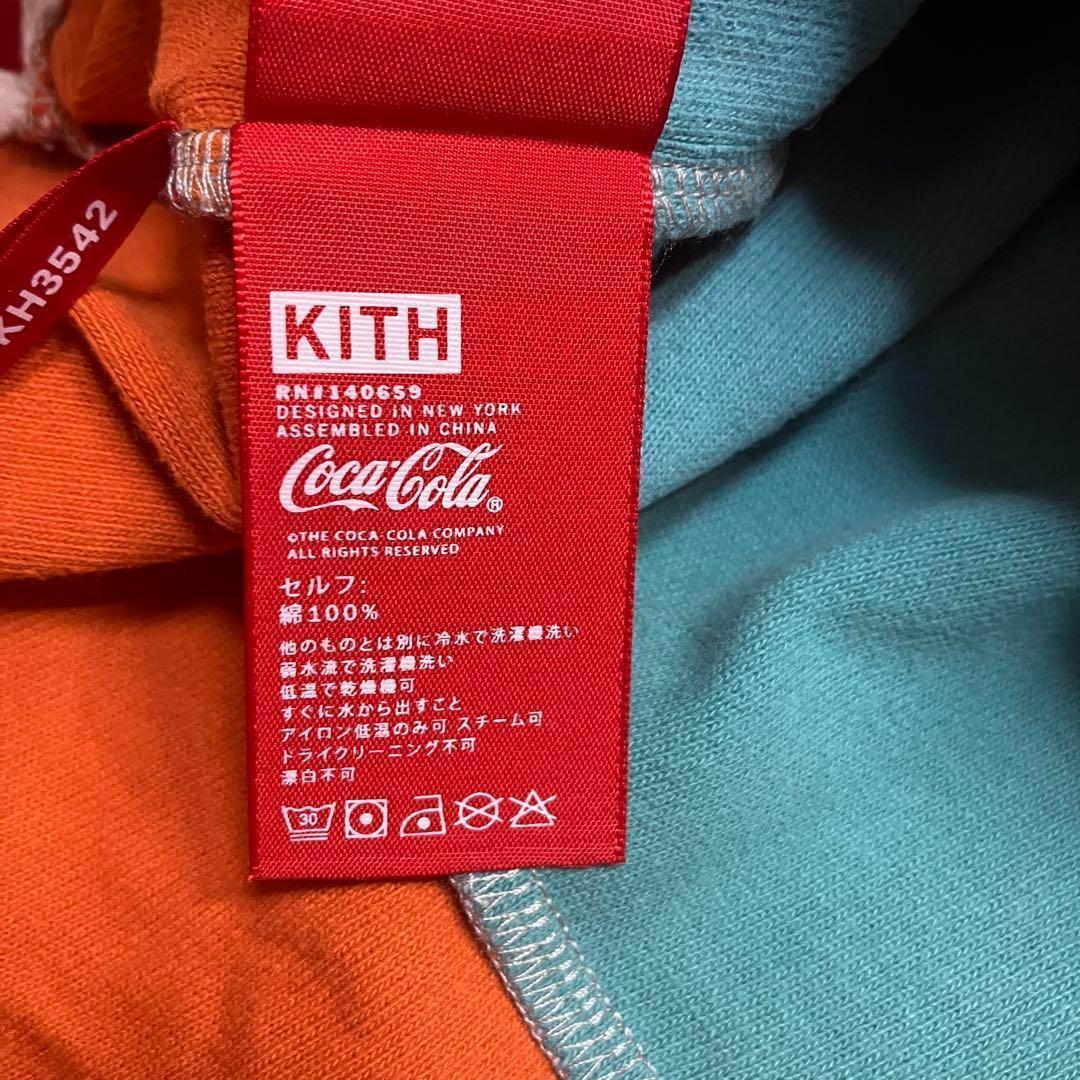 KH3542
KITH
RN#140659
DESIGNED IN NEW YORK
ASSEMBLED IN CHINA
Coca-Cola®
©THE COCA-COLA COMPANY
ALL RIGHTS RESERVED
セルフ:
綿100%
他のものとは別に冷水で洗濯機洗い
弱水流で洗濯機洗い
低温で乾燥機可
すぐに水から出すこと
アイロン低温のみ可 スチーム可
ドライクリーニング不可
漂白不可
30